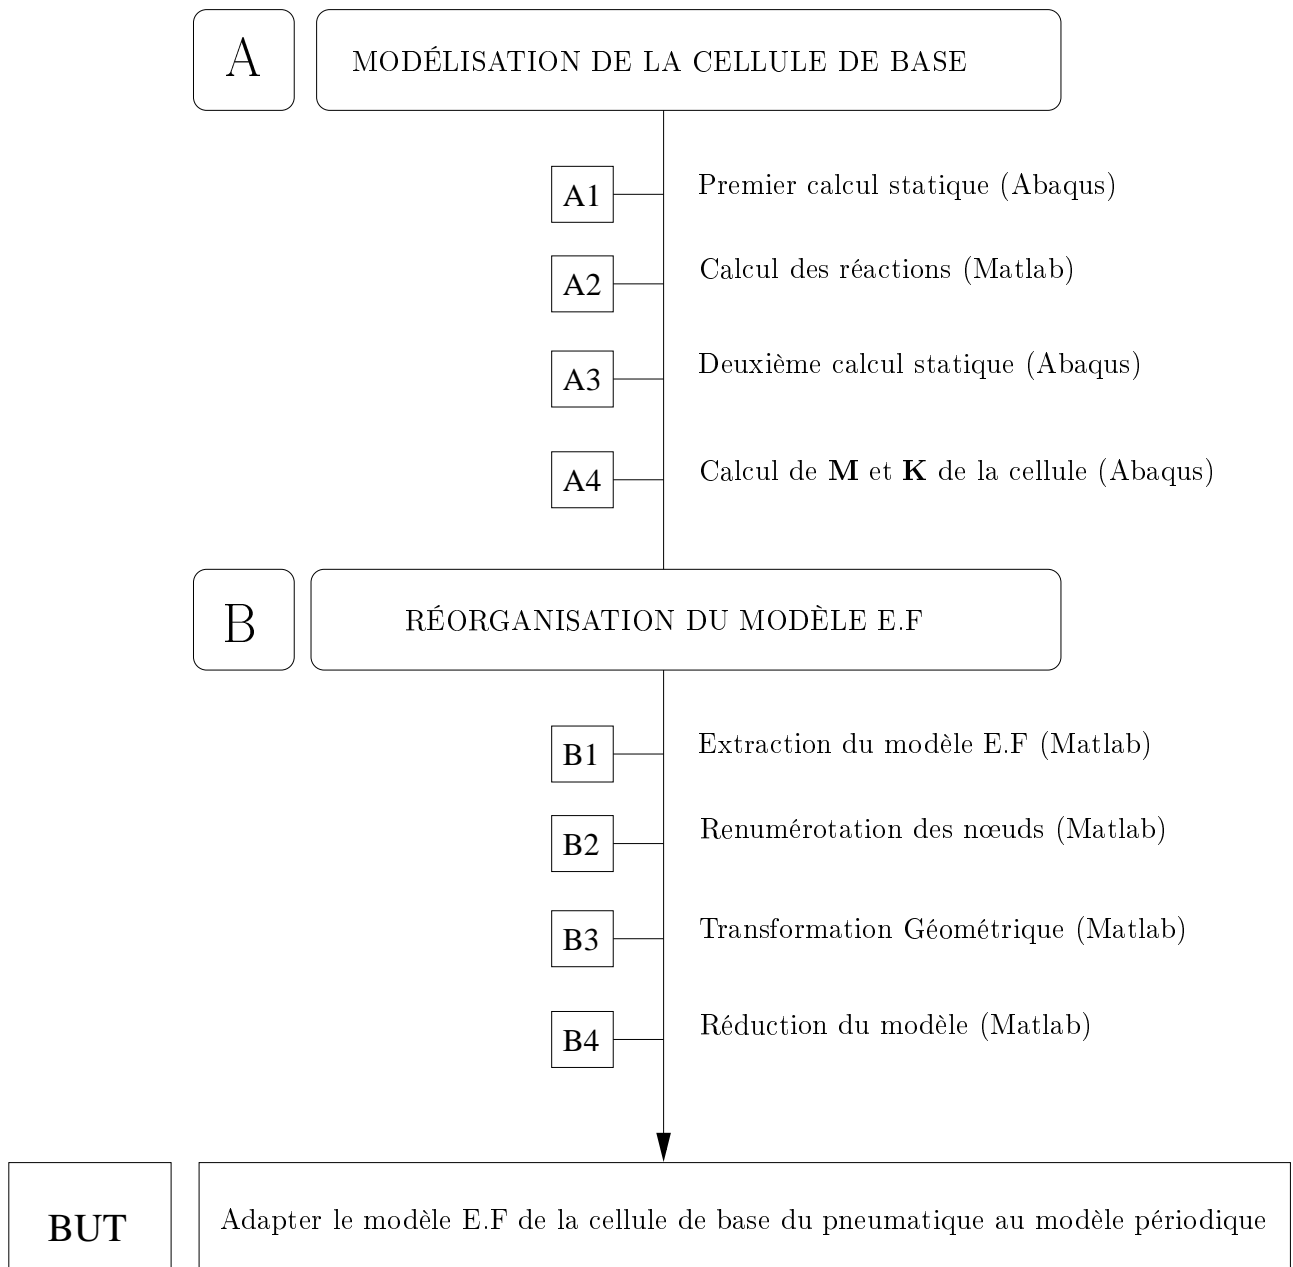 A MODÉLISATION DE LA CELLULE DE BASE
A1 Premier calcul statique (Abaqus)
A2 Calcul des réactions (Matlab)
A3 Deuxième calcul statique (Abaqus)
A4 Calcul de M et K de la cellule (Abaqus)
B RÉORGANISATION DU MODÈLE E.F
B1 Extraction du modèle E.F (Matlab)
B2 Renumérotation des nœuds (Matlab)
B3 Transformation Géométrique (Matlab)
B4 Réduction du modèle (Matlab)
BUT Adapter le modèle E.F de la cellule de base du pneumatique au modèle périodique